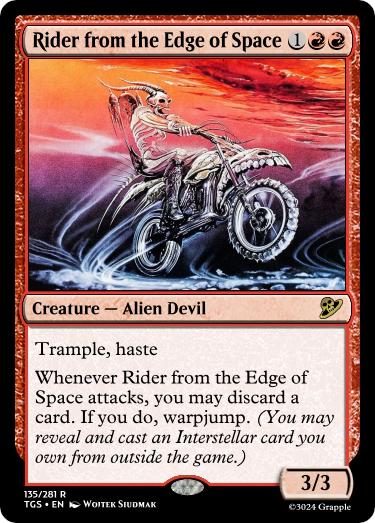 Rider from the Edge of Space 1
Creature — Alien Devil
Trample, haste
Whenever Rider from the Edge of
Space attacks, you may discard a
card. If you do, warpjump. (You may
reveal and cast an Interstellar card you
own from outside the game.)
3/3
135/281 R
TGS • EN Wojtek Siudmak
©3024 Grapple